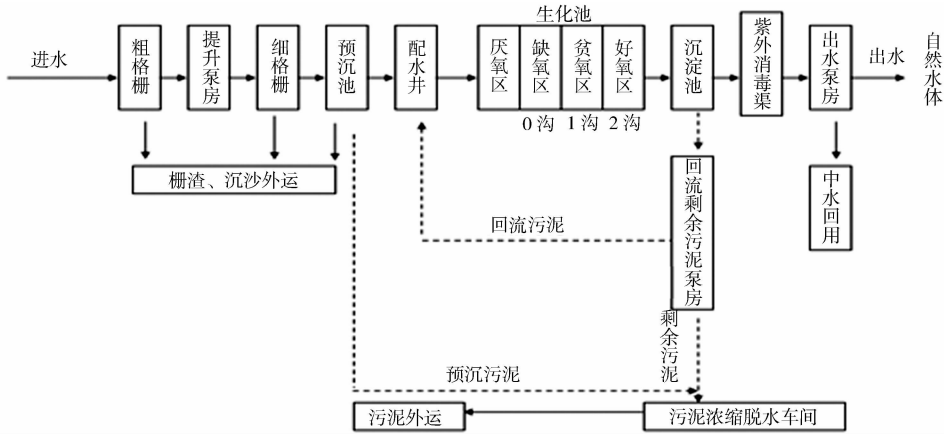 生化池
进水
粗格栅
提升泵房
细格栅
预沉池
配水井
厌氧区
缺氧区
贫氧区
好氧区
沉淀池
紫外消毒渠
出水泵房
出水
自然水体
0沟
1沟
2沟
栅渣、沉沙外运
回流剩余污泥泵房
中水回用
回流污泥
剩余污泥
预沉污泥
污泥外运
污泥浓缩脱水车间